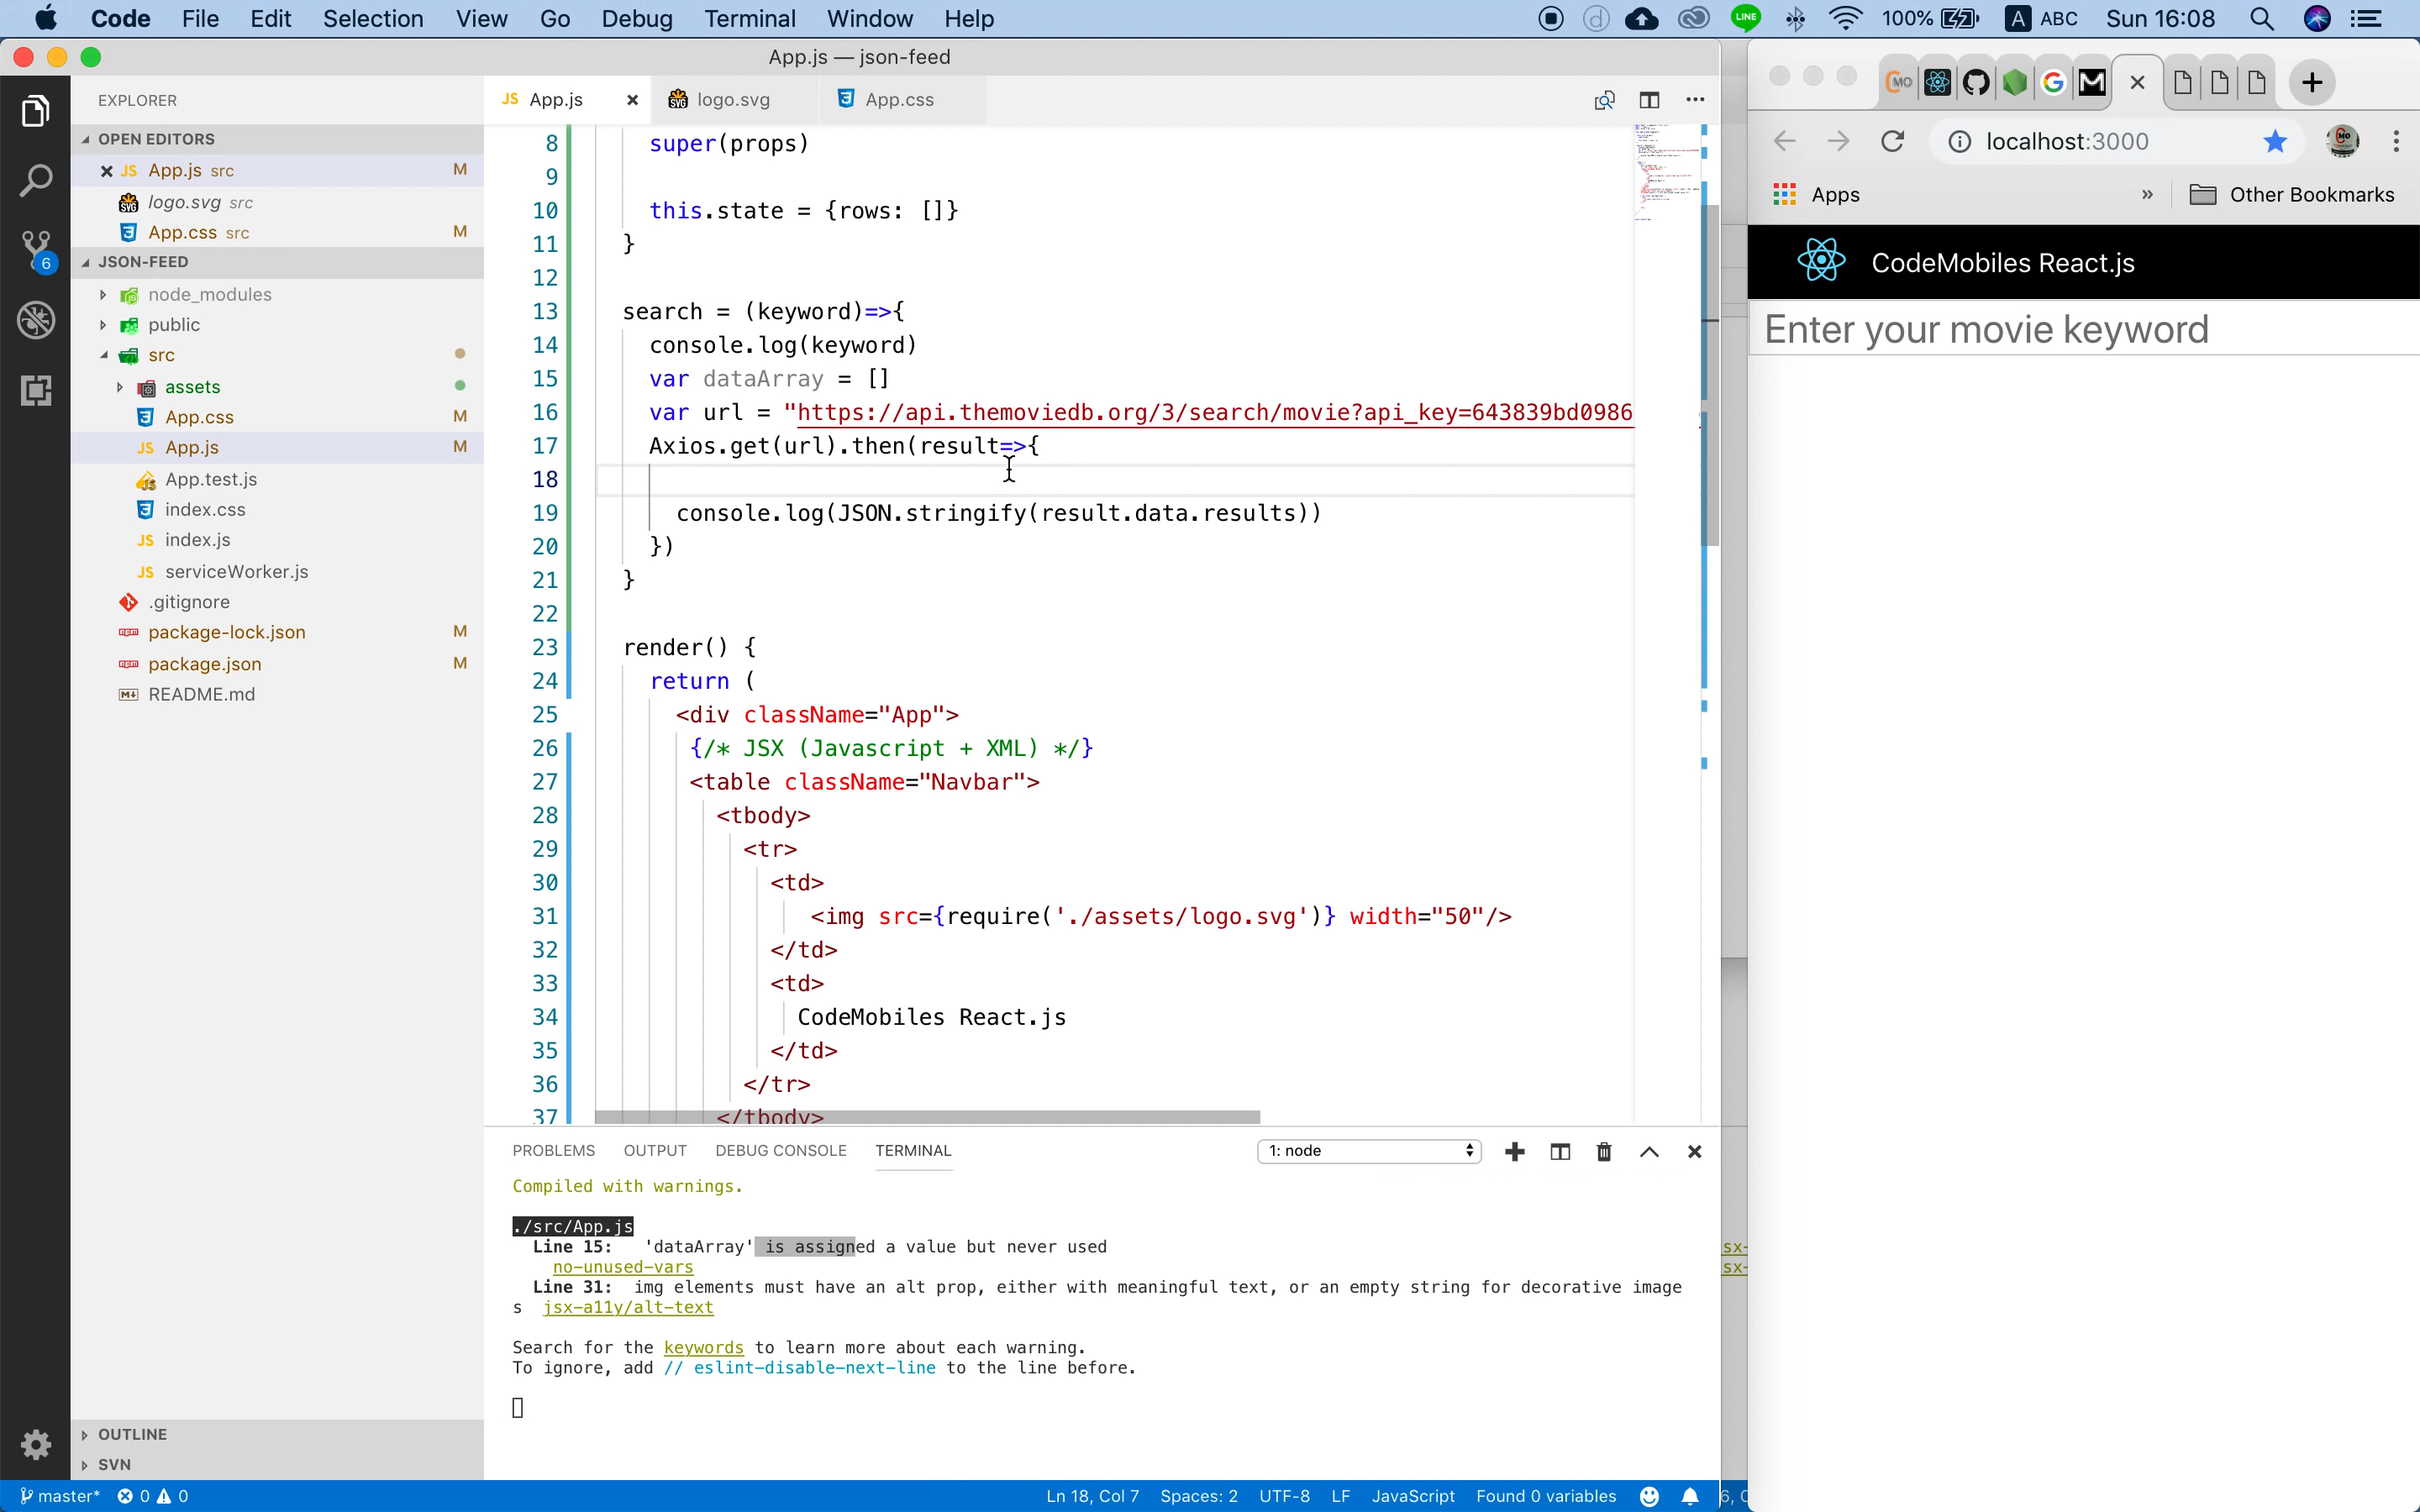 Code File Edit Selection View Go Debug Terminal Window Help
LINE 100% A ABC Sun 16:08
App.js — json-feed
EXPLORER
OPEN EDITORS
JS App.js src M
SVG logo.svg src
App.css src M
6
JSON-FEED
node_modules
public
src
assets
App.css M
JS App.js M
App.test.js
index.css
JS index.js
JS serviceWorker.js
.gitignore
npm package-lock.json M
npm package.json M
README.md
OUTLINE
SVN
JS App.js
SVG logo.svg
App.css
8 super(props)
9
10 this.state = {rows: []}
11 }
12
13 search = (keyword)=>{
14 console.log(keyword)
15 var dataArray = []
16 var url = "https://api.themoviedb.org/3/search/movie?api_key=643839bd0986
17 Axios.get(url).then(result=>{
18
19 console.log(JSON.stringify(result.data.results))
20 })
21 }
22
23 render() {
24 return (
25 <div className="App">
26 {/* JSX (Javascript + XML) */}
27 <table className="Navbar">
28 <tbody>
29 <tr>
30 <td>
31 <img src={require('./assets/logo.svg')} width="50"/>
32 </td>
33 <td>
34 CodeMobiles React.js
35 </td>
36 </tr>
37 </tbody>
PROBLEMS OUTPUT DEBUG CONSOLE TERMINAL 1: node
Compiled with warnings.
./src/App.js
Line 15: 'dataArray' is assigned a value but never used
no-unused-vars
Line 31: img elements must have an alt prop, either with meaningful text, or an empty string for decorative image
s jsx-a11y/alt-text
Search for the keywords to learn more about each warning.
To ignore, add // eslint-disable-next-line to the line before.
master* 0 0 Ln 18, Col 7 Spaces: 2 UTF-8 LF JavaScript Found 0 variables
sx-
sx-
localhost:3000
Apps » Other Bookmarks
CodeMobiles React.js
Enter your movie keyword